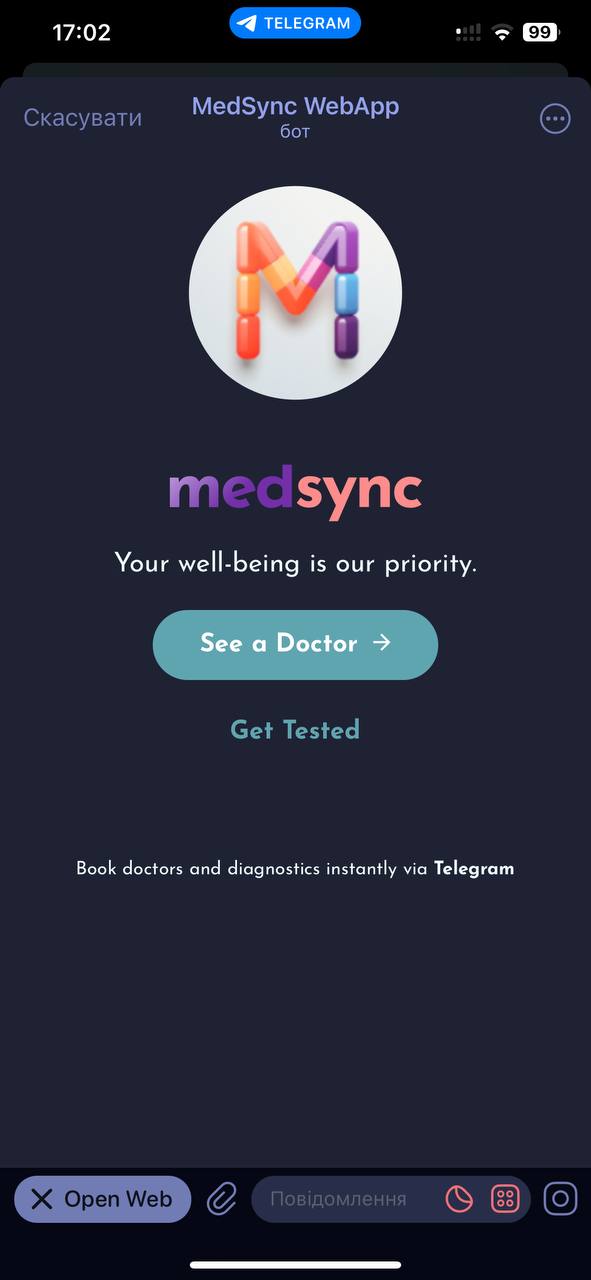 17:02
TELEGRAM
99
Скасувати
MedSync WebApp
бот
medsync
Your well-being is our priority.
See a Doctor →
Get Tested
Book doctors and diagnostics instantly via Telegram
Open Web
Повідомлення